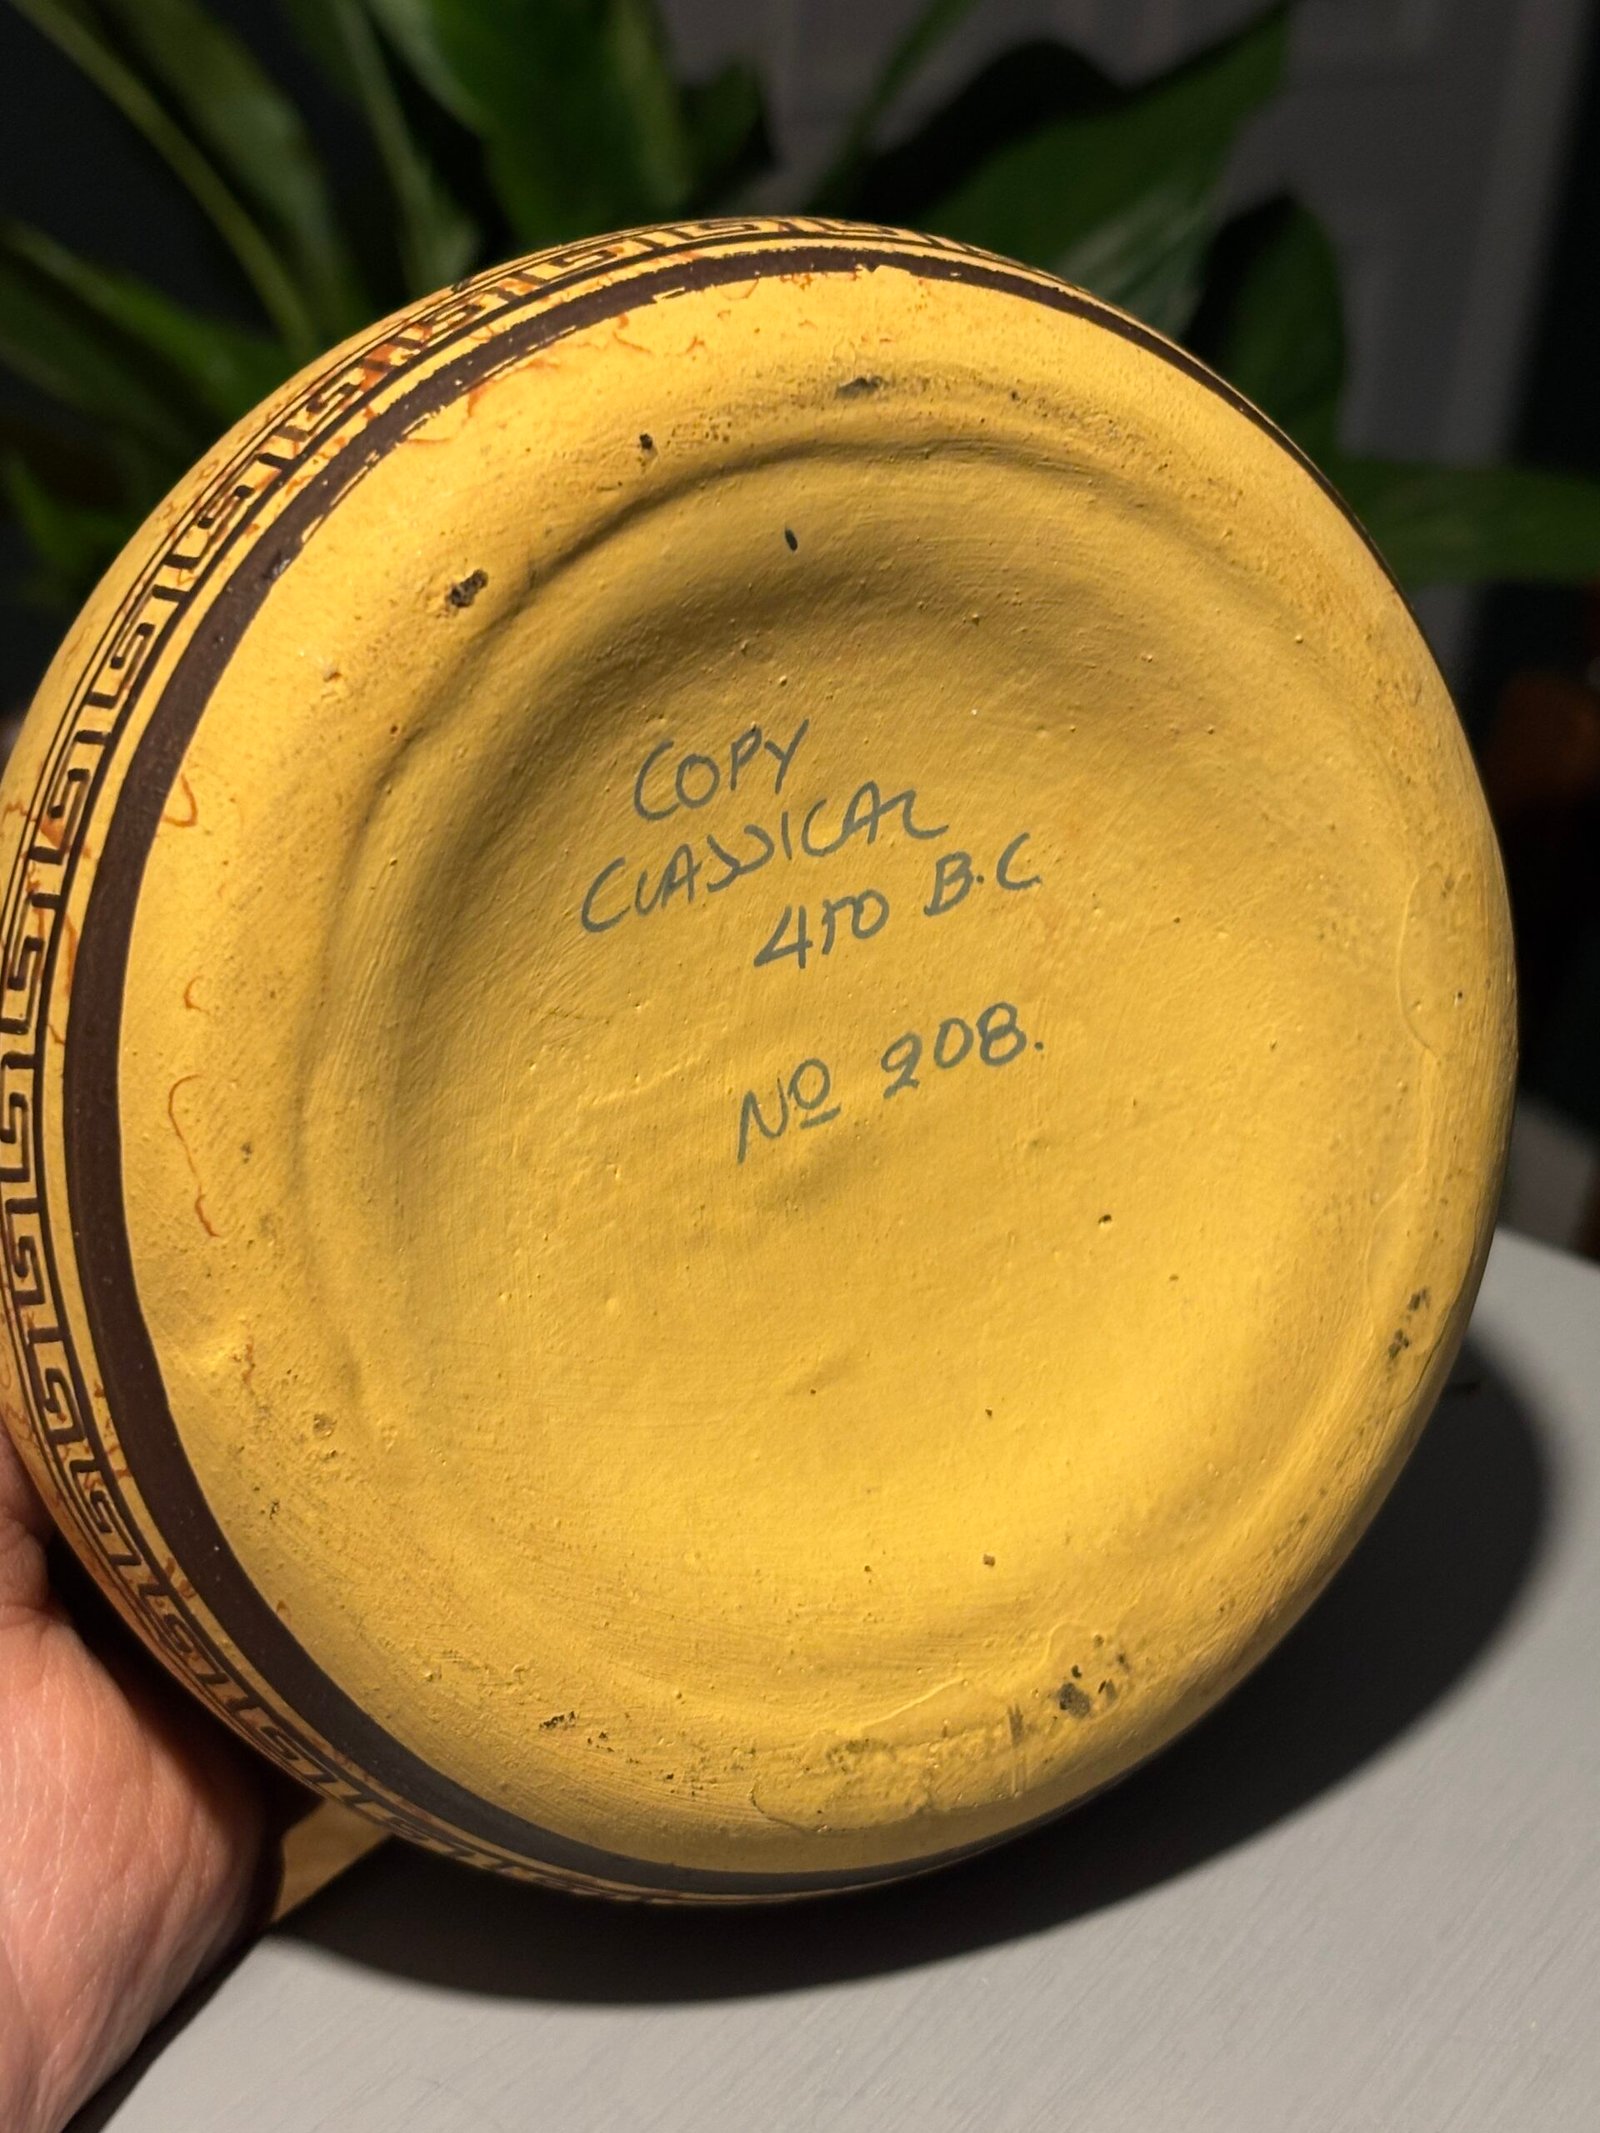 COPY
CLASSICAL
450 B.C
Nº 208.